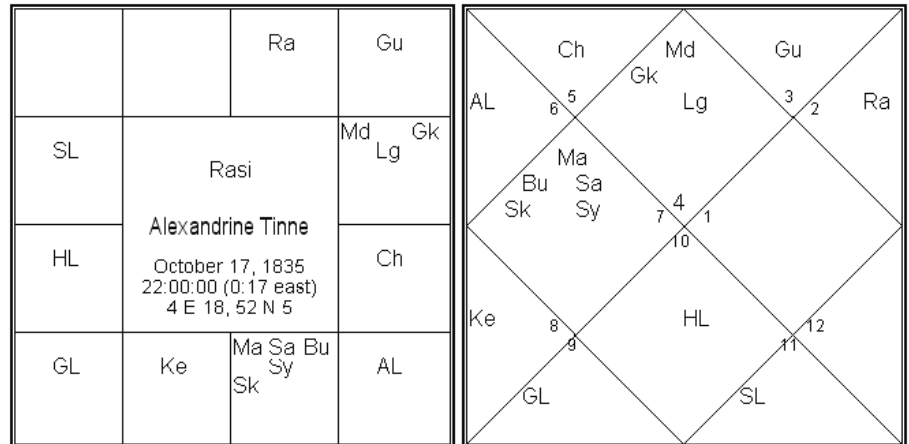 Ra Gu
SL
Md Gk
Lg
Rasi
Alexandrine Tinne
October 17, 1835
22:00:00 (0:17 east)
4 E 18, 52 N 5
HL
Ch
GL
Ke
Ma Sa Bu
Sy
Sk
AL
Ch Md Gu
Gk
AL 6 5 Lg 3 2 Ra
Ma
Bu Sa
Sk Sy 7 4 1
10
Ke 8 HL 12
9 11
GL SL